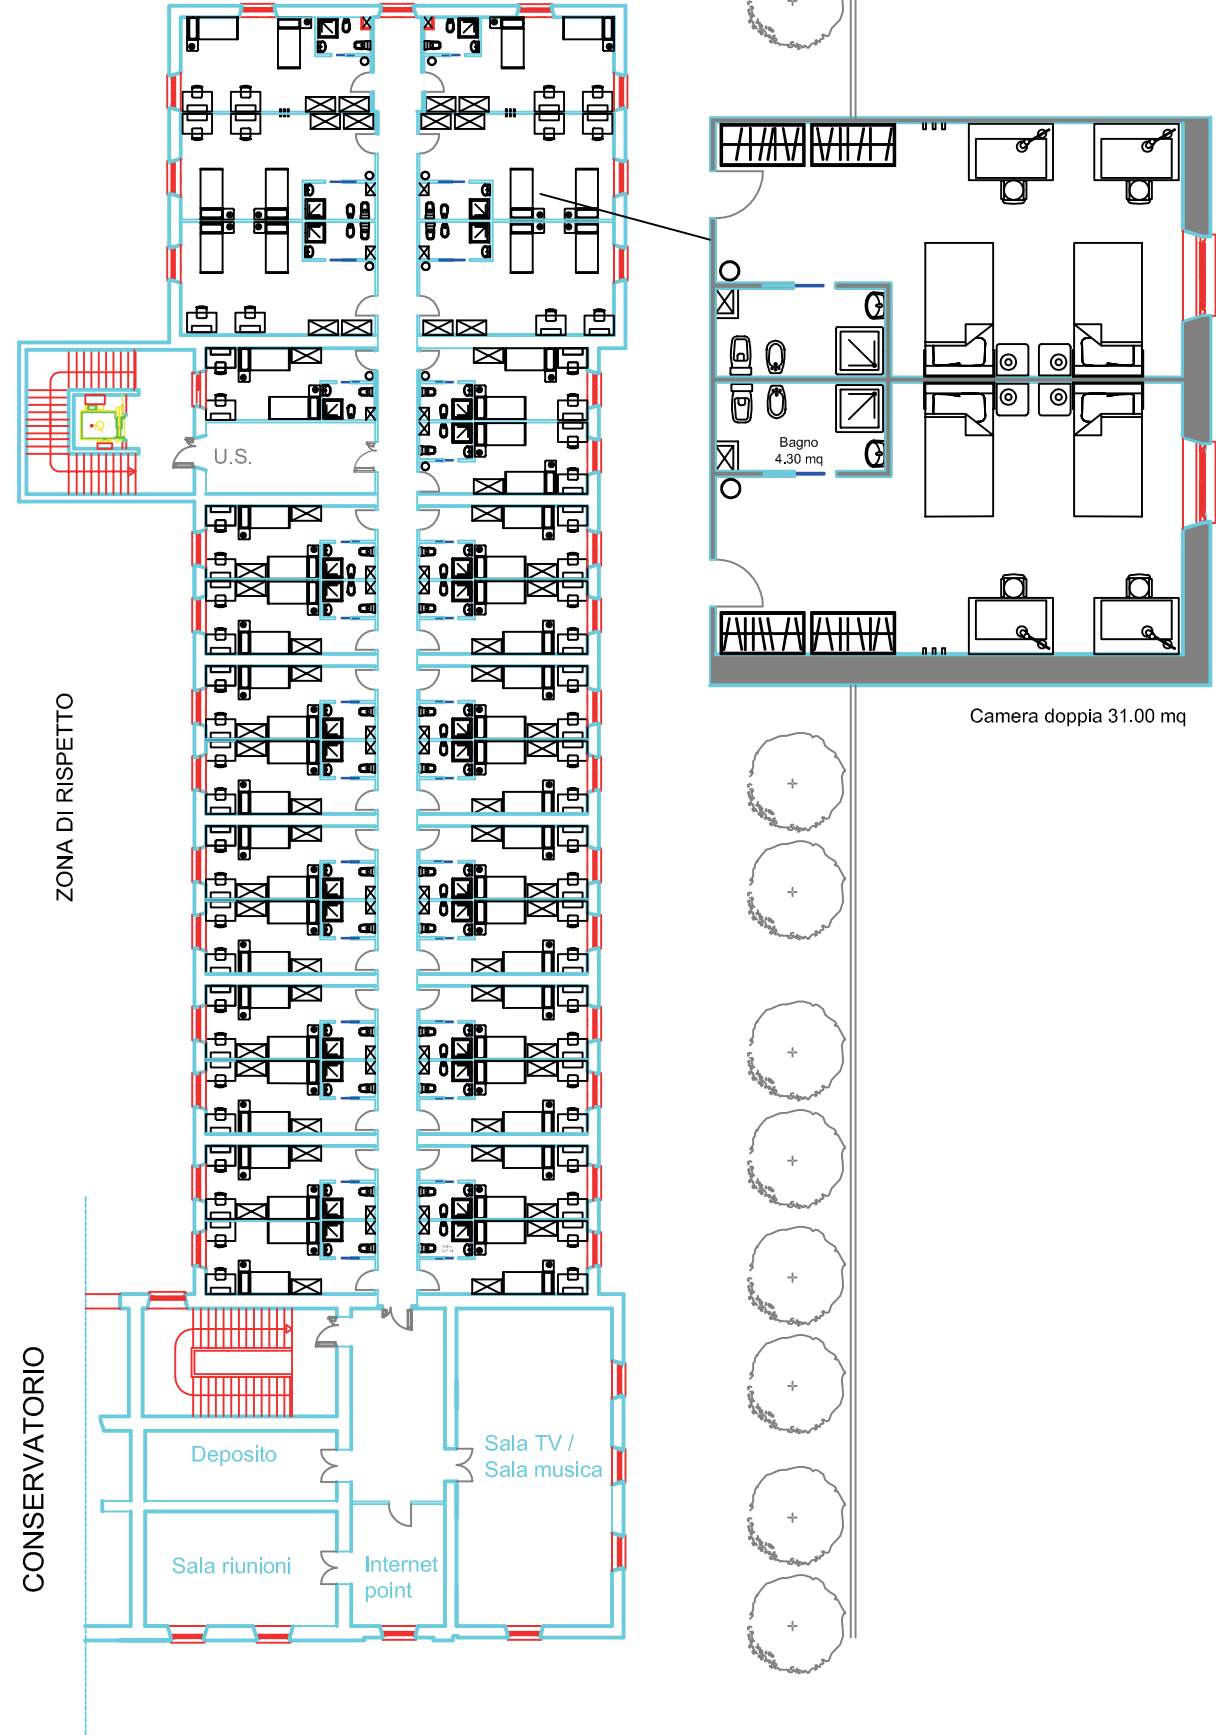 U.S.
Bagno
4.30 mq
Camera doppia 31.00 mq
ZONA DI RISPETTO
CONSERVATORIO
Deposito
Sala TV /
Sala musica
Sala riunioni
Internet
point